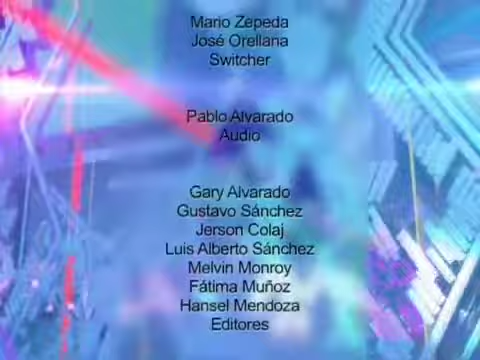 Mario Zepeda
José Orellana
Switcher
Pablo Alvarado
Audio
Gary Alvarado
Gustavo Sánchez
Jerson Colaj
Luis Alberto Sánchez
Melvin Monroy
Fátima Muñoz
Hansel Mendoza
Editores